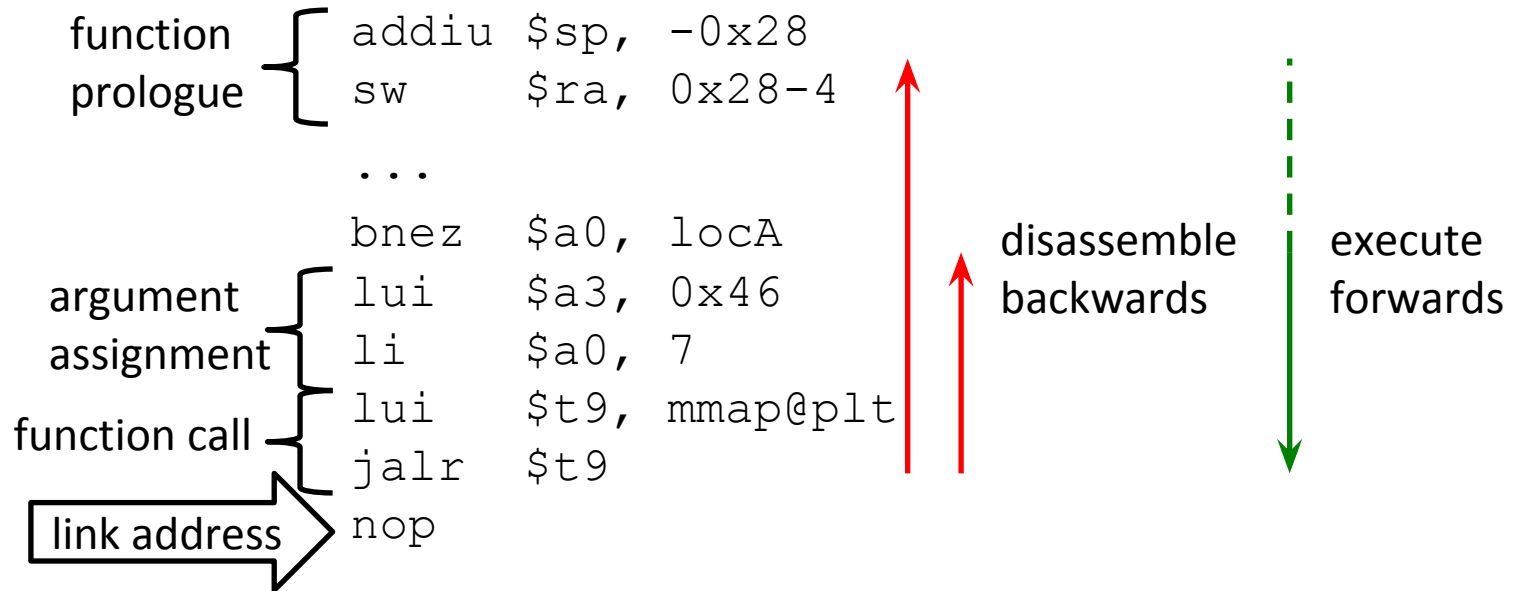 function
prologue
addiu $sp, -0x28
sw $ra, 0x28-4
...
bnez $a0, locA
argument
assignment
lui $a3, 0x46
li $a0, 7
function call
lui $t9, mmap@plt
jalr $t9
link address
nop
disassemble
backwards
execute
forwards